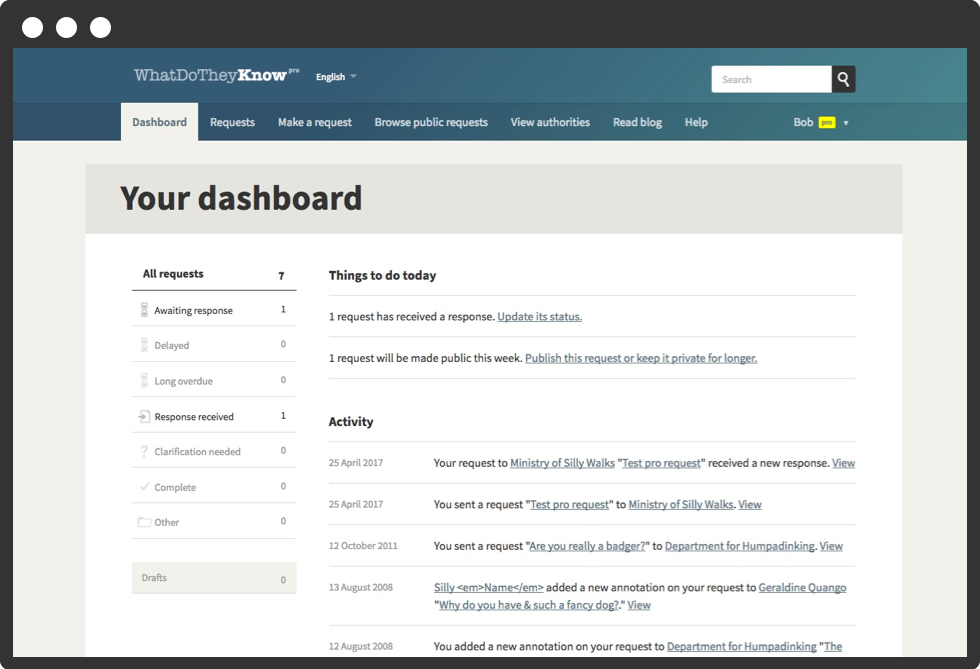 WhatDoTheyKnow pro English
Search
Dashboard Requests Make a request Browse public requests View authorities Read blog Help Bob pro
Your dashboard
All requests 7
Awaiting response 1
Delayed 0
Long overdue 0
Response received 1
Clarification needed 0
Complete 0
Other 0
Drafts 0
Things to do today
1 request has received a response. Update its status.
1 request will be made public this week. Publish this request or keep it private for longer.
Activity
25 April 2017 Your request to Ministry of Silly Walks "Test pro request" received a new response. View
25 April 2017 You sent a request "Test pro request" to Ministry of Silly Walks. View
12 October 2011 You sent a request "Are you really a badger?" to Department for Humpadinking. View
13 August 2008 Silly <em>Name</em> added a new annotation on your request to Geraldine Quango
"Why do you have & such a fancy dog?." View
12 August 2008 You added a new annotation on your request to Department for Humpadinking "The